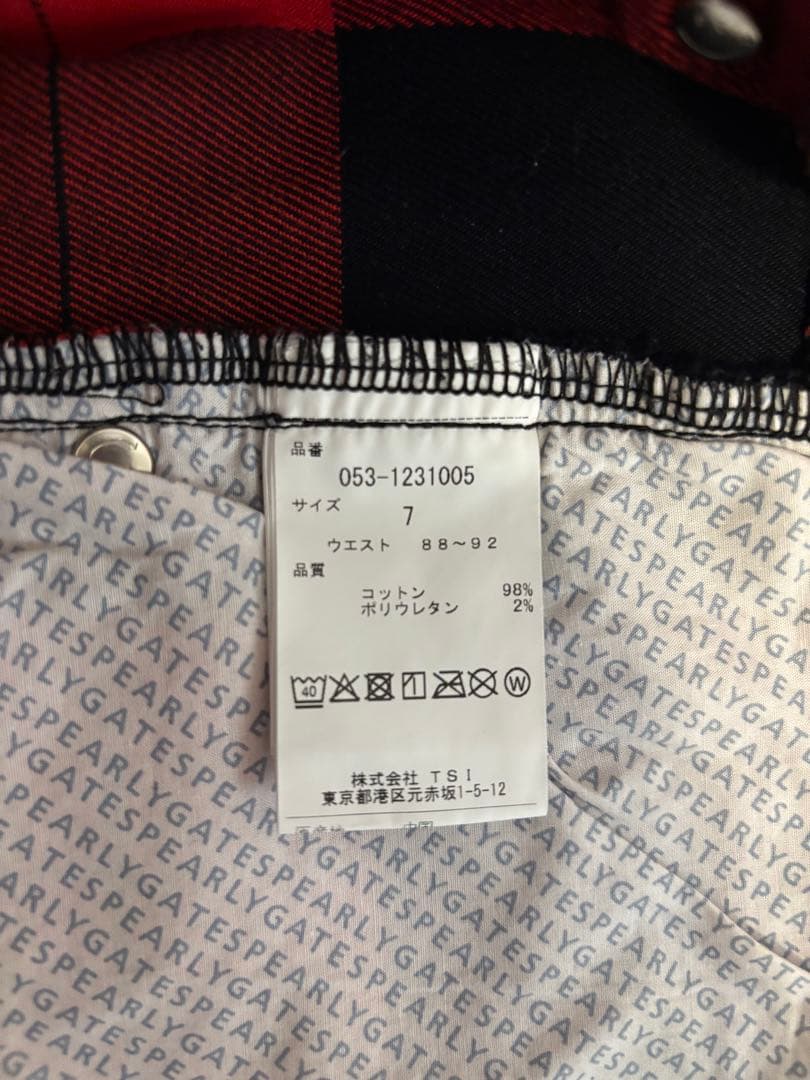 品番
053-1231005
サイズ
7
ウエスト 88～92
品質
コットン 98%
ポリウレタン 2%
40
W
株式会社 TSI
東京都港区元赤坂1-5-12
PEARLYGATESPEARLYGATESPEARLYGATES